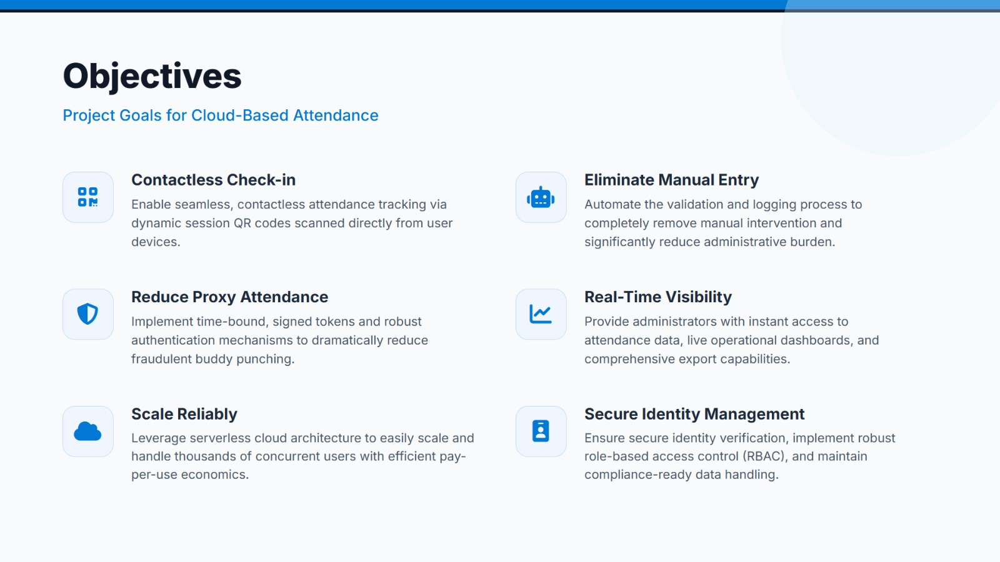 Objectives
Project Goals for Cloud-Based Attendance
Contactless Check-in
Enable seamless, contactless attendance tracking via
dynamic session QR codes scanned directly from user
devices.
Eliminate Manual Entry
Automate the validation and logging process to
completely remove manual intervention and
significantly reduce administrative burden.
Reduce Proxy Attendance
Implement time-bound, signed tokens and robust
authentication mechanisms to dramatically reduce
fraudulent buddy punching.
Real-Time Visibility
Provide administrators with instant access to
attendance data, live operational dashboards, and
comprehensive export capabilities.
Scale Reliably
Leverage serverless cloud architecture to easily scale and
handle thousands of concurrent users with efficient pay-
per-use economics.
Secure Identity Management
Ensure secure identity verification, implement robust
role-based access control (RBAC), and maintain
compliance-ready data handling.